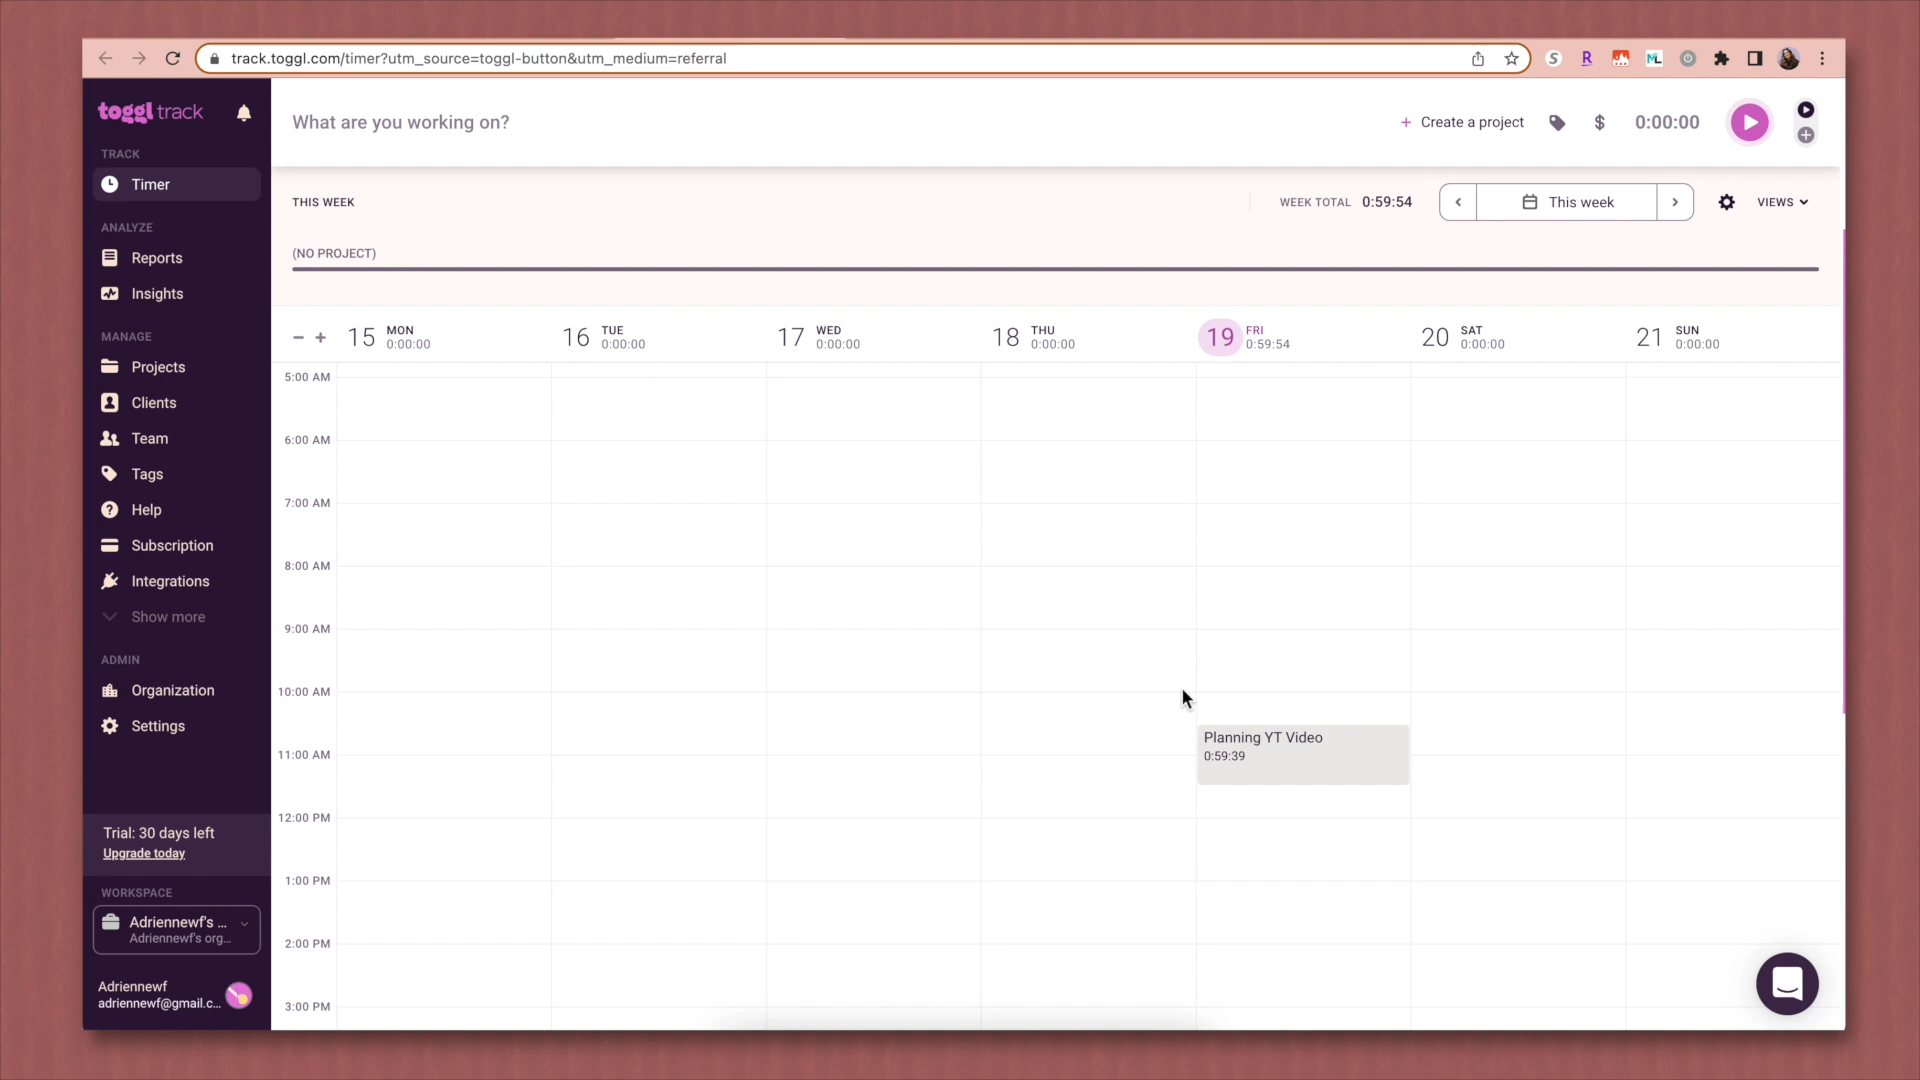 track.toggl.com/timer?utm_source=toggl-button&utm_medium=referral
S R ML
toggl track
What are you working on?
+ Create a project $ 0:00:00
TRACK
Timer
THIS WEEK
WEEK TOTAL 0:59:54
This week
VIEWS
ANALYZE
Reports
Insights
(NO PROJECT)
MANAGE
Projects
Clients
Team
Tags
Help
Subscription
Integrations
Show more
ADMIN
Organization
Settings
Trial: 30 days left
Upgrade today
WORKSPACE
Adriennewf's ...
Adriennewf's org...
Adriennewf
adriennewf@gmail.c...
− +
15 MON
0:00:00
16 TUE
0:00:00
17 WED
0:00:00
18 THU
0:00:00
19 FRI
0:59:54
20 SAT
0:00:00
21 SUN
0:00:00
5:00 AM
6:00 AM
7:00 AM
8:00 AM
9:00 AM
10:00 AM
11:00 AM
12:00 PM
1:00 PM
2:00 PM
3:00 PM
Planning YT Video
0:59:39